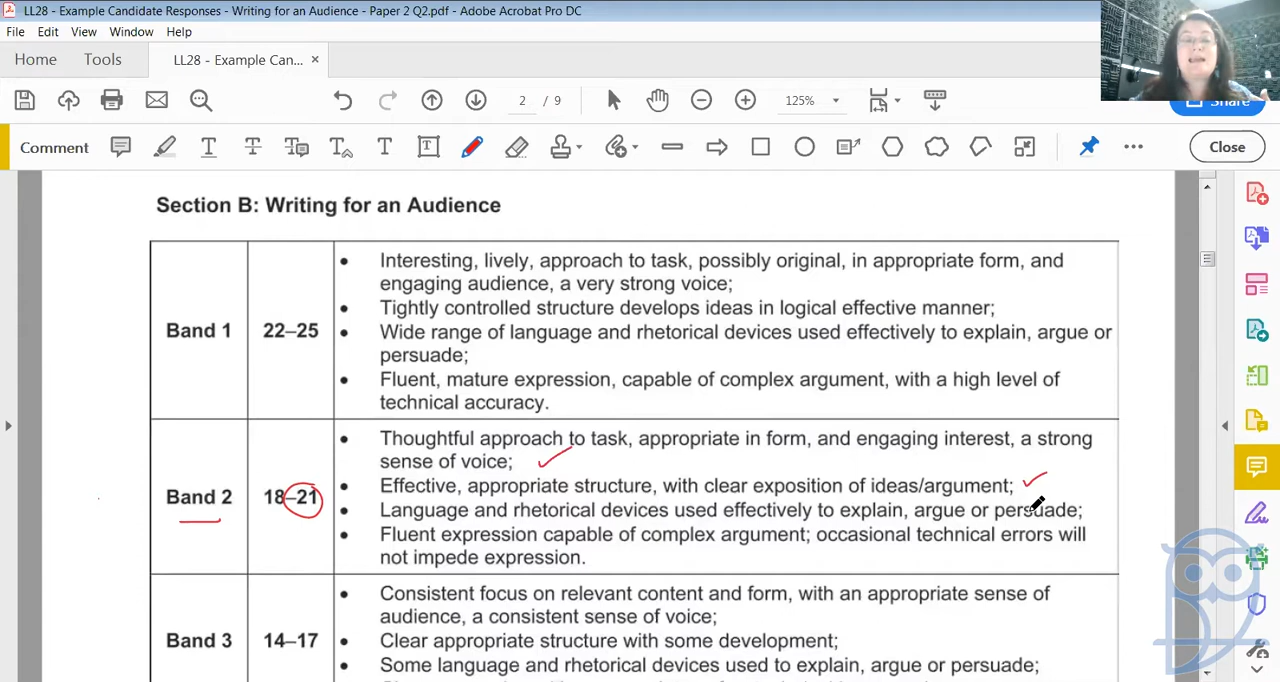 LL28 - Example Candidate Responses - Writing for an Audience - Paper 2 Q2.pdf - Adobe Acrobat Pro DC
File Edit View Window Help
Home Tools LL28 - Example Can... ×
2 / 9 125% Share
Comment Close
Section B: Writing for an Audience
Band 1 22–25
• Interesting, lively, approach to task, possibly original, in appropriate form, and
engaging audience, a very strong voice;
• Tightly controlled structure develops ideas in logical effective manner;
• Wide range of language and rhetorical devices used effectively to explain, argue or
persuade;
• Fluent, mature expression, capable of complex argument, with a high level of
technical accuracy.
Band 2 18–21
• Thoughtful approach to task, appropriate in form, and engaging interest, a strong
sense of voice;
• Effective, appropriate structure, with clear exposition of ideas/argument;
• Language and rhetorical devices used effectively to explain, argue or persuade;
• Fluent expression capable of complex argument; occasional technical errors will
not impede expression.
Band 3 14–17
• Consistent focus on relevant content and form, with an appropriate sense of
audience, a consistent sense of voice;
• Clear appropriate structure with some development;
• Some language and rhetorical devices used to explain, argue or persuade;